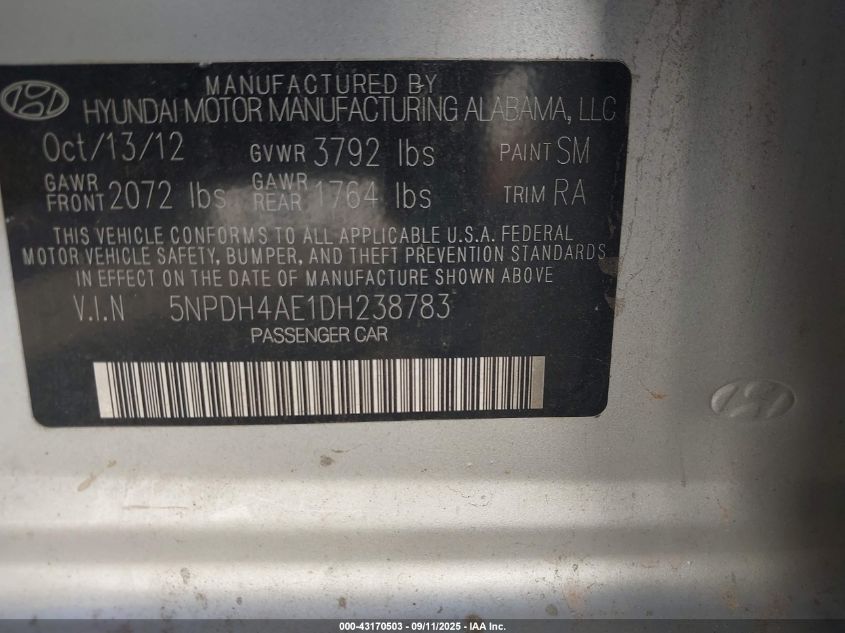 MANUFACTURED BY
HYUNDAI MOTOR MANUFACTURING ALABAMA, LLC
Oct/13/12 GVWR 3792 lbs PAINT SM
GAWR FRONT 2072 lbs GAWR REAR 1764 lbs TRIM RA
THIS VEHICLE CONFORMS TO ALL APPLICABLE U.S.A. FEDERAL
MOTOR VEHICLE SAFETY, BUMPER, AND THEFT PREVENTION STANDARDS
IN EFFECT ON THE DATE OF MANUFACTURE SHOWN ABOVE
V.I.N 5NPDH4AE1DH238783
PASSENGER CAR
000-43170503 - 09/11/2025 - IAA Inc.